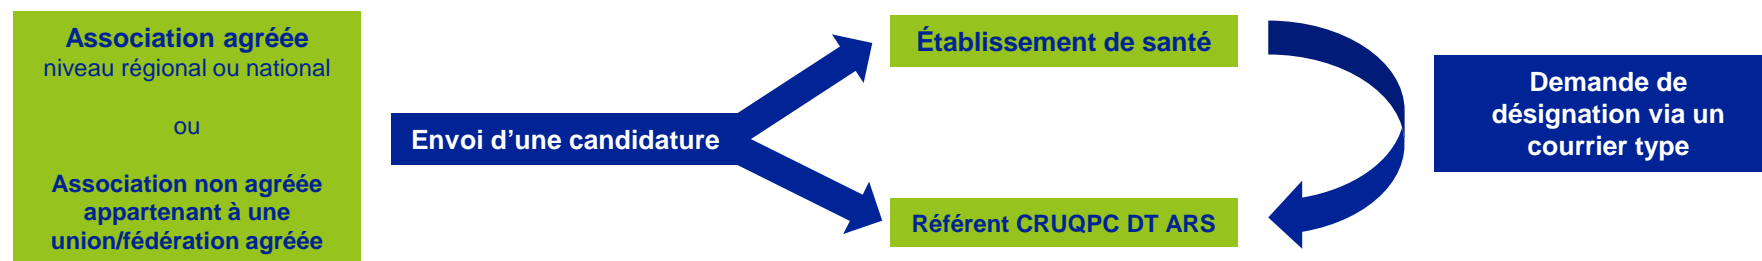 Association agréée
niveau régional ou national
ou
Association non agréée
appartenant à une
union/fédération agréée
Envoi d’une candidature
Établissement de santé
Référent CRUQPC DT ARS
Demande de
désignation via un
courrier type